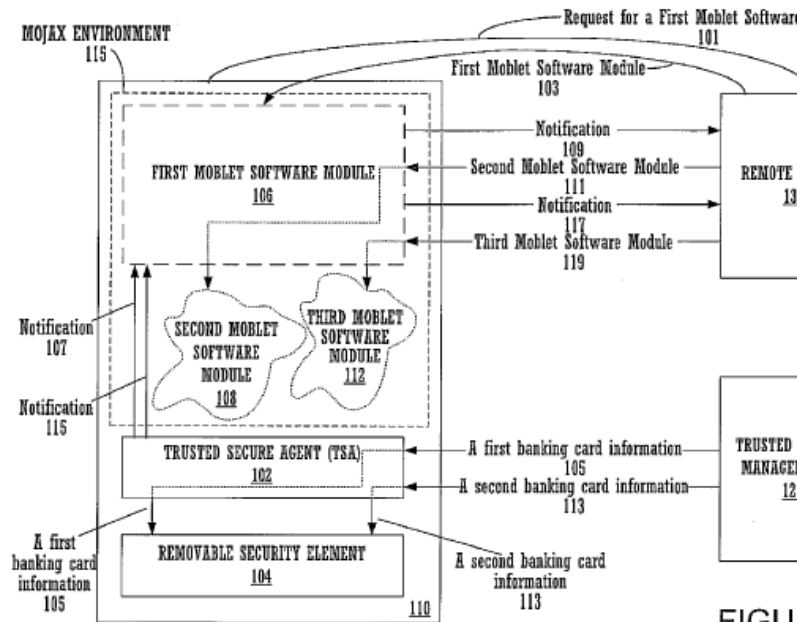 Request for a First Moblet Software
101
MOJAX ENVIRONMENT
115
First Moblet Software Module
103
Notification
109
FIRST MOBLET SOFTWARE MODULE
106
Second Moblet Software Module
111
REMOTE
13
Notification
117
Third Moblet Software Module
119
Notification
107
SECOND MOBLET
SOFTWARE
MODULE
108
THIRD MOBLET
SOFTWARE
MODULE
112
Notification
115
TRUSTED SECURE AGENT (TSA)
102
A first banking card information
105
A second banking card information
113
TRUSTED
MANAGE
12
A first
banking card
information
105
REMOVABLE SECURITY ELEMENT
104
A second banking card
information
113
110
FIGU